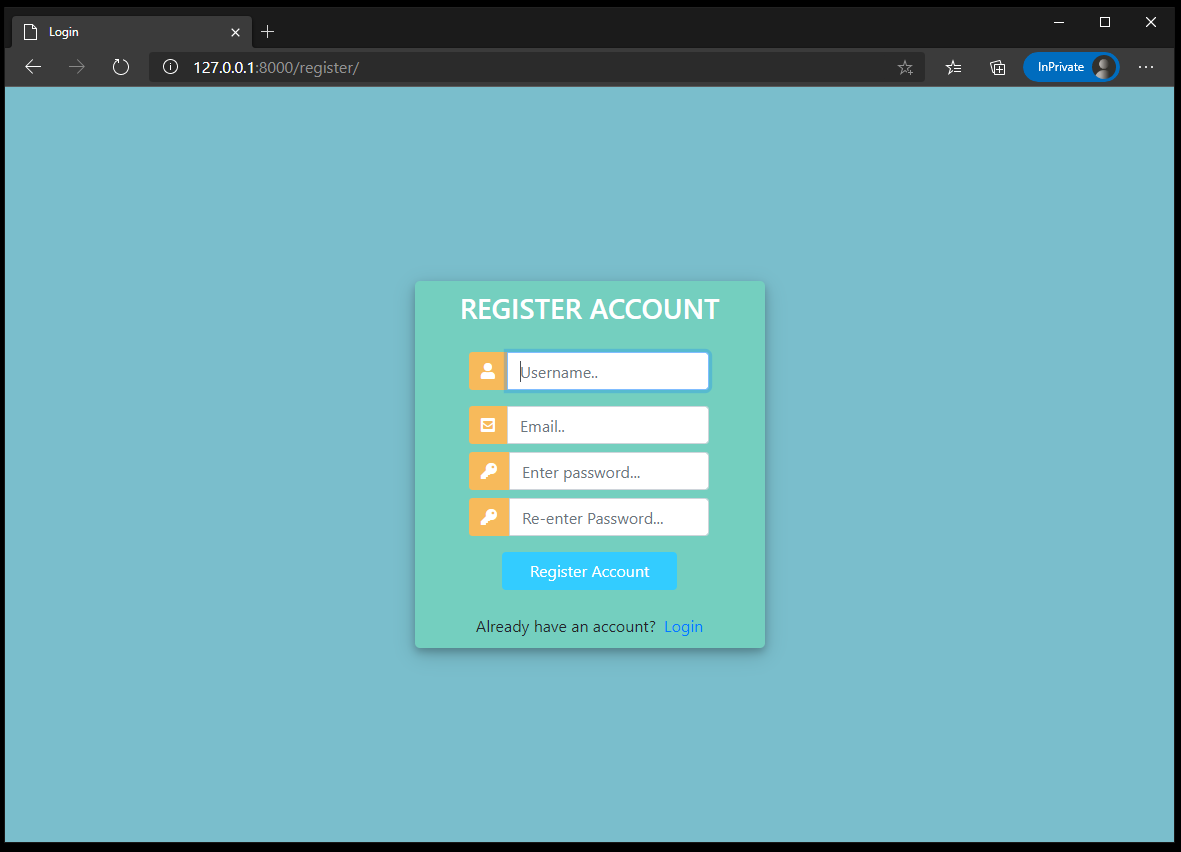 Login
127.0.0.1:8000/register/
InPrivate
REGISTER ACCOUNT
Username..
Email..
Enter password...
Re-enter Password...
Register Account
Already have an account? Login